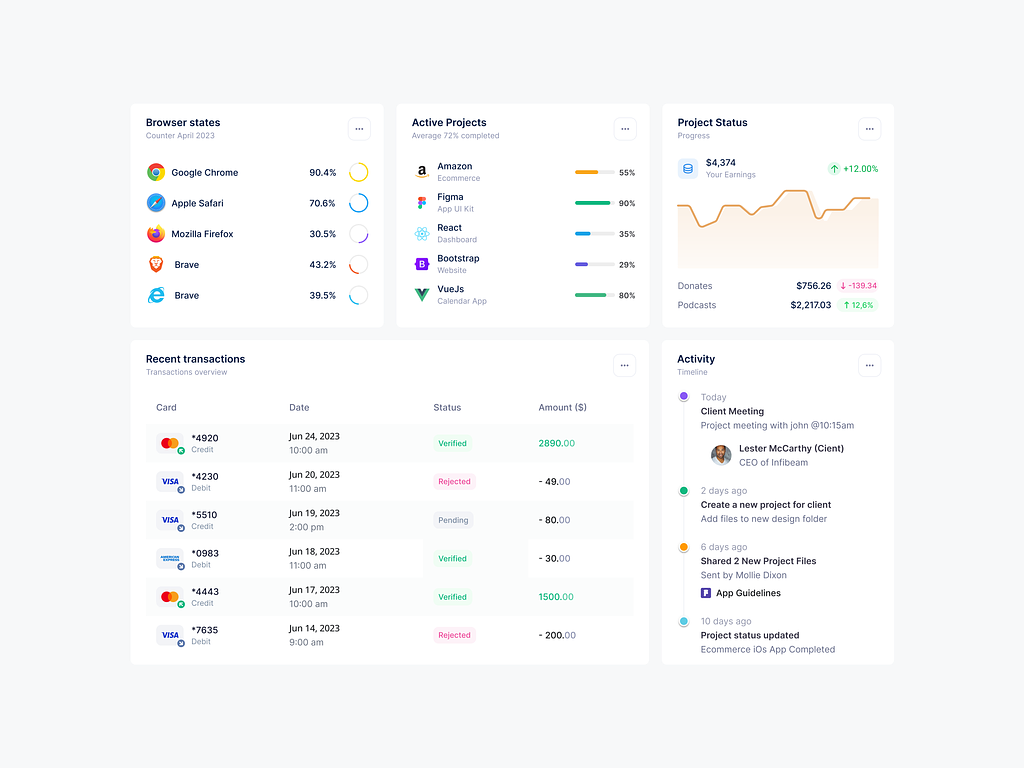 Browser states
Counter April 2023
Google Chrome 90.4%
Apple Safari 70.6%
Mozilla Firefox 30.5%
Brave 43.2%
Brave 39.5%
Active Projects
Average 72% completed
Amazon
Ecommerce
55%
Figma
App UI Kit
90%
React
Dashboard
35%
Bootstrap
Website
29%
VueJs
Calendar App
80%
Project Status
Progress
$4,374
Your Earnings
+12.00%
Donates $756.26 -139.34
Podcasts $2,217.03 12,6%
Recent transactions
Transactions overview
Card Date Status Amount ($)
*4920 Jun 24, 2023 Verified 2890.00
Credit 10:00 am
VISA *4230 Jun 20, 2023 Rejected - 49.00
Debit 11:00 am
VISA *5510 Jun 19, 2023 Pending - 80.00
Credit 2:00 pm
AMERICAN EXPRESS *0983 Jun 18, 2023 Verified - 30.00
Debit 11:00 am
*4443 Jun 17, 2023 Verified 1500.00
Credit 10:00 am
VISA *7635 Jun 14, 2023 Rejected - 200.00
Debit 9:00 am
Activity
Timeline
Today
Client Meeting
Project meeting with john @10:15am
Lester McCarthy (Cient)
CEO of Infibeam
2 days ago
Create a new project for client
Add files to new design folder
6 days ago
Shared 2 New Project Files
Sent by Mollie Dixon
App Guidelines
10 days ago
Project status updated
Ecommerce iOs App Completed